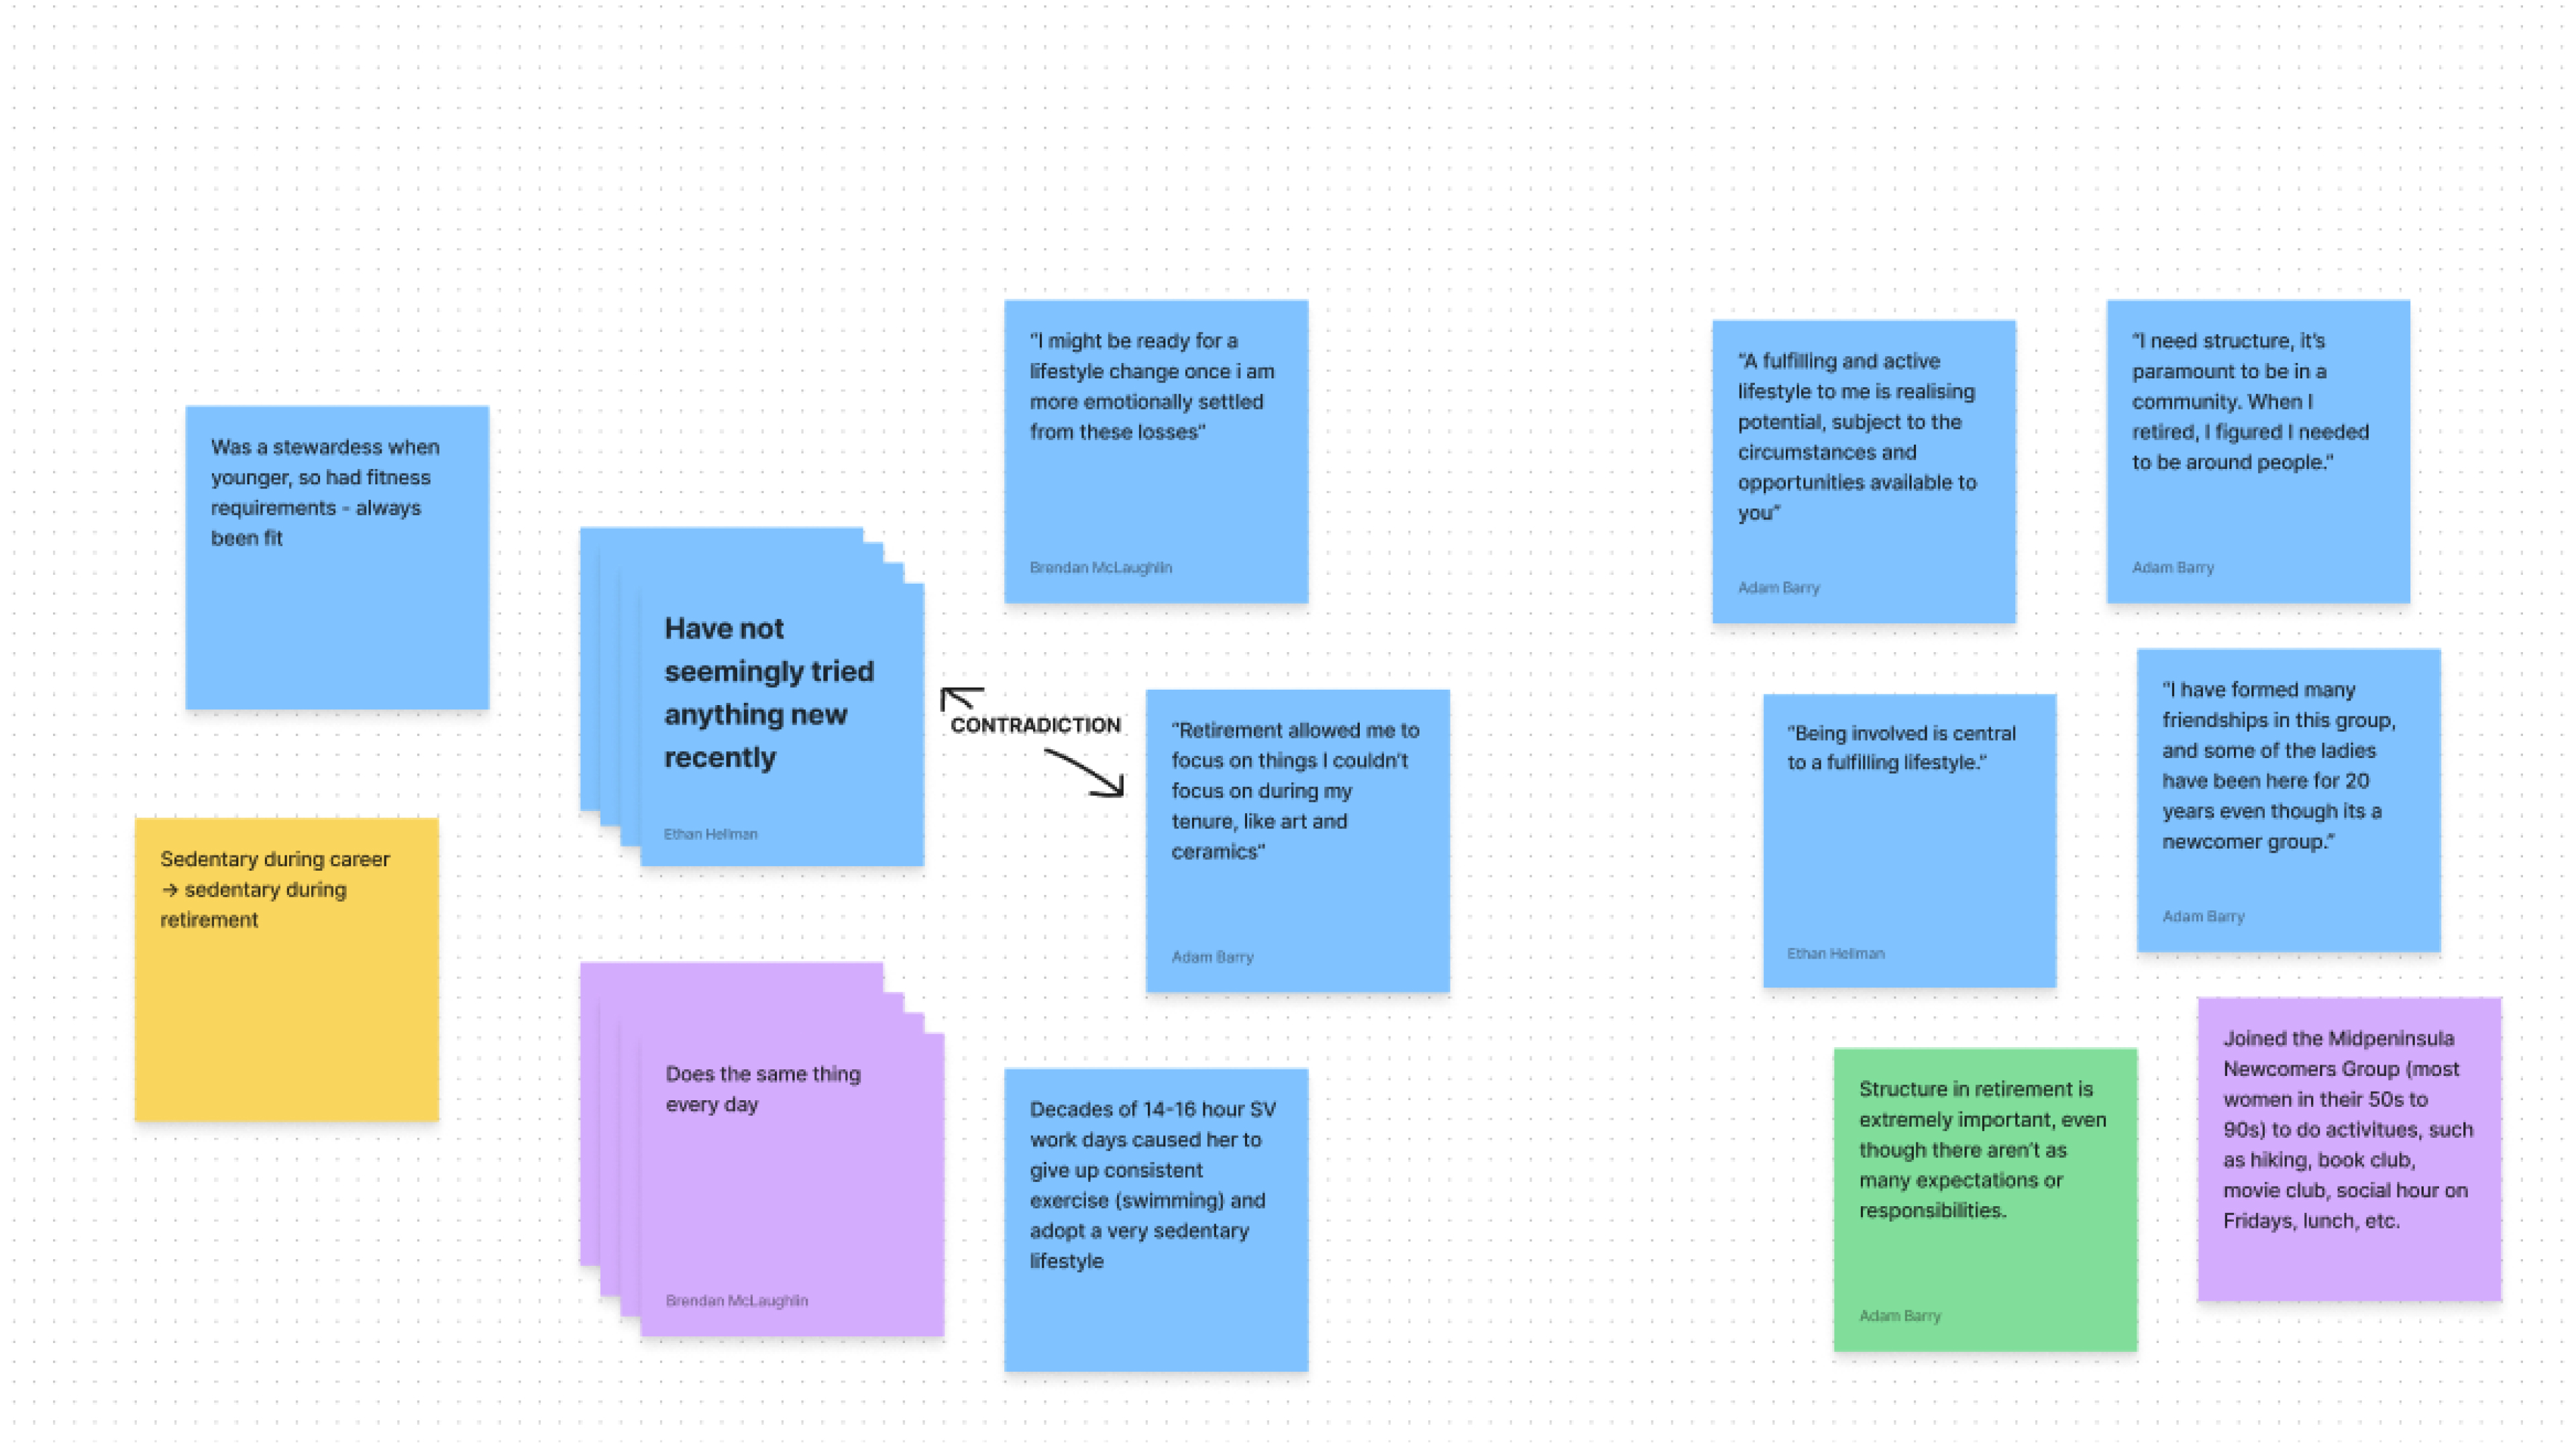 Was a stewardess when
younger, so had fitness
requirements - always
been fit
Sedentary during career
→ sedentary during
retirement
Have not
seemingly tried
anything new
recently
Ethan Hellman
Does the same thing
every day
Brendan McLaughlin
"I might be ready for a
lifestyle change once i am
more emotionally settled
from these losses"
Brendan McLaughlin
CONTRADICTION
"Retirement allowed me to
focus on things I couldn't
focus on during my
tenure, like art and
ceramics"
Adam Barry
Decades of 14-16 hour SV
work days caused her to
give up consistent
exercise (swimming) and
adopt a very sedentary
lifestyle
"A fulfilling and active
lifestyle to me is realising
potential, subject to the
circumstances and
opportunities available to
you"
Adam Barry
"I need structure, it's
paramount to be in a
community. When I
retired, I figured I needed
to be around people."
Adam Barry
"Being involved is central
to a fulfilling lifestyle."
Ethan Hellman
"I have formed many
friendships in this group,
and some of the ladies
have been here for 20
years even though its a
newcomer group."
Adam Barry
Structure in retirement is
extremely important, even
though there aren't as
many expectations or
responsibilities.
Adam Barry
Joined the Midpeninsula
Newcomers Group (most
women in their 50s to
90s) to do activitues, such
as hiking, book club,
movie club, social hour on
Fridays, lunch, etc.